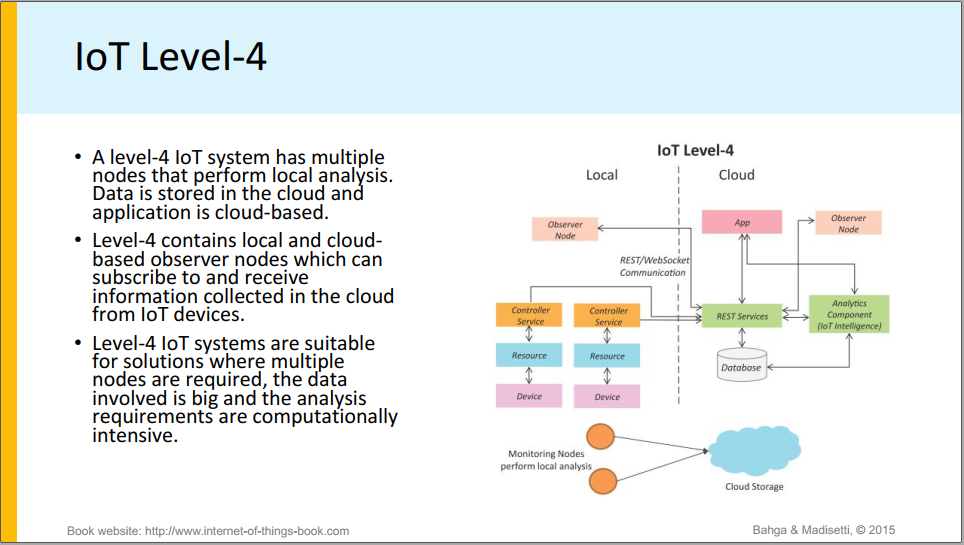 IoT Level-4
• A level-4 IoT system has multiple
nodes that perform local analysis.
Data is stored in the cloud and
application is cloud-based.
• Level-4 contains local and cloud-
based observer nodes which can
subscribe to and receive
information collected in the cloud
from IoT devices.
• Level-4 IoT systems are suitable
for solutions where multiple
nodes are required, the data
involved is big and the analysis
requirements are computationally
intensive.
IoT Level-4
Local
Cloud
Observer
Node
App
Observer
Node
REST/WebSocket
Communication
Controller
Service
Controller
Service
REST Services
Analytics
Component
(IoT Intelligence)
Resource
Resource
Database
Device
Device
Monitoring Nodes
perform local analysis
Cloud Storage
Book website: http://www.internet-of-things-book.com
Bahga & Madisetti, © 2015